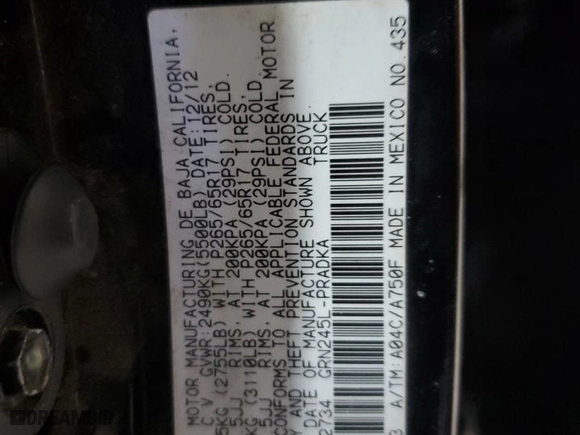 MOTOR MANUFACTURING DE BAJA CALIFORNIA,
C V GVWR: 2490KG(5500LB) DATE: 12/12
5KG (2755LB) WITH P265/65R17 TIRES,
5JJ RIMS. AT 200KPA (29PSI) COLD.
KG (3110LB) WITH P265/65R17 TIRES,
5JJ RIMS. AT 200KPA (29PSI) COLD.
CONFORMS TO ALL APPLICABLE FEDERAL MOTOR
Y AND THEFT PREVENTION STANDARDS IN
DATE OF MANUFACTURE SHOWN ABOVE.
2734 GRN245L-PRADKA TRUCK
A/TM A04C/A750F MADE IN MEXICO NO. 435
DREAMBID